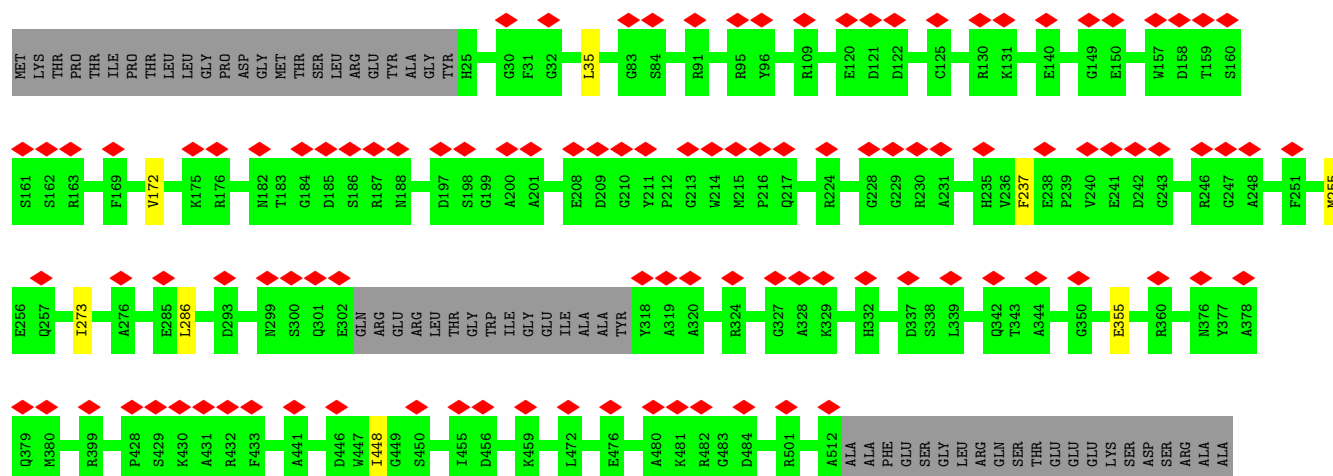 MET LYS THR PRO THR ILE PRO THR LEU LEU GLY PRO ASP GLY MET THR SER LEU ARG GLU TYR ALA GLY TYR H25 G30 F31 G32 L35 G83 S84 R91 R95 Y96 R109 E120 D121 D122 C125 R130 K131 E140 G149 E150 W157 D158 T159 S160
S161 S162 R163 F169 V172 K175 R176 N182 T183 G184 D185 S186 R187 N188 D197 S198 G199 A200 A201 E208 D209 G210 Y211 P212 G213 W214 M215 P216 Q217 R224 G228 G229 R230 A231 H235 V236 F237 E238 P239 V240 E241 D242 G243 R246 G247 A248 F251 M255
E256 Q257 I273 A276 E285 L286 D293 N299 S300 Q301 E302 GLN ARG GLU ARG LEU THR GLY TRP ILE GLY GLU ILE ALA ALA TYR Y318 A319 A320 R324 G327 A328 K329 H332 D337 S338 L339 Q342 T343 A344 G350 E355 R360 N376 Y377 A378
Q379 M380 R399 P428 S429 K430 A431 R432 F433 A441 D446 W447 I448 G449 S450 I455 D456 K459 L472 E476 A480 K481 R482 G483 D484 R501 A512 ALA ALA PHE GLU SER GLY LEU ARG GLN SER THR GLU GLU GLU LYS SER ASP SER ARG ALA ALA